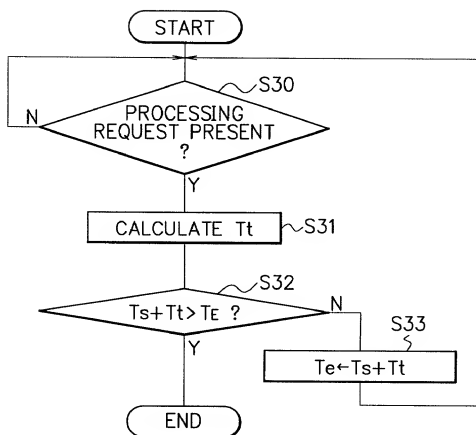 START
S30
N
PROCESSING
REQUEST PRESENT
?
Y
CALCULATE Tt
S31
S32
Ts+Tt>TE ?
N
Y
S33
Te←Ts+Tt
END